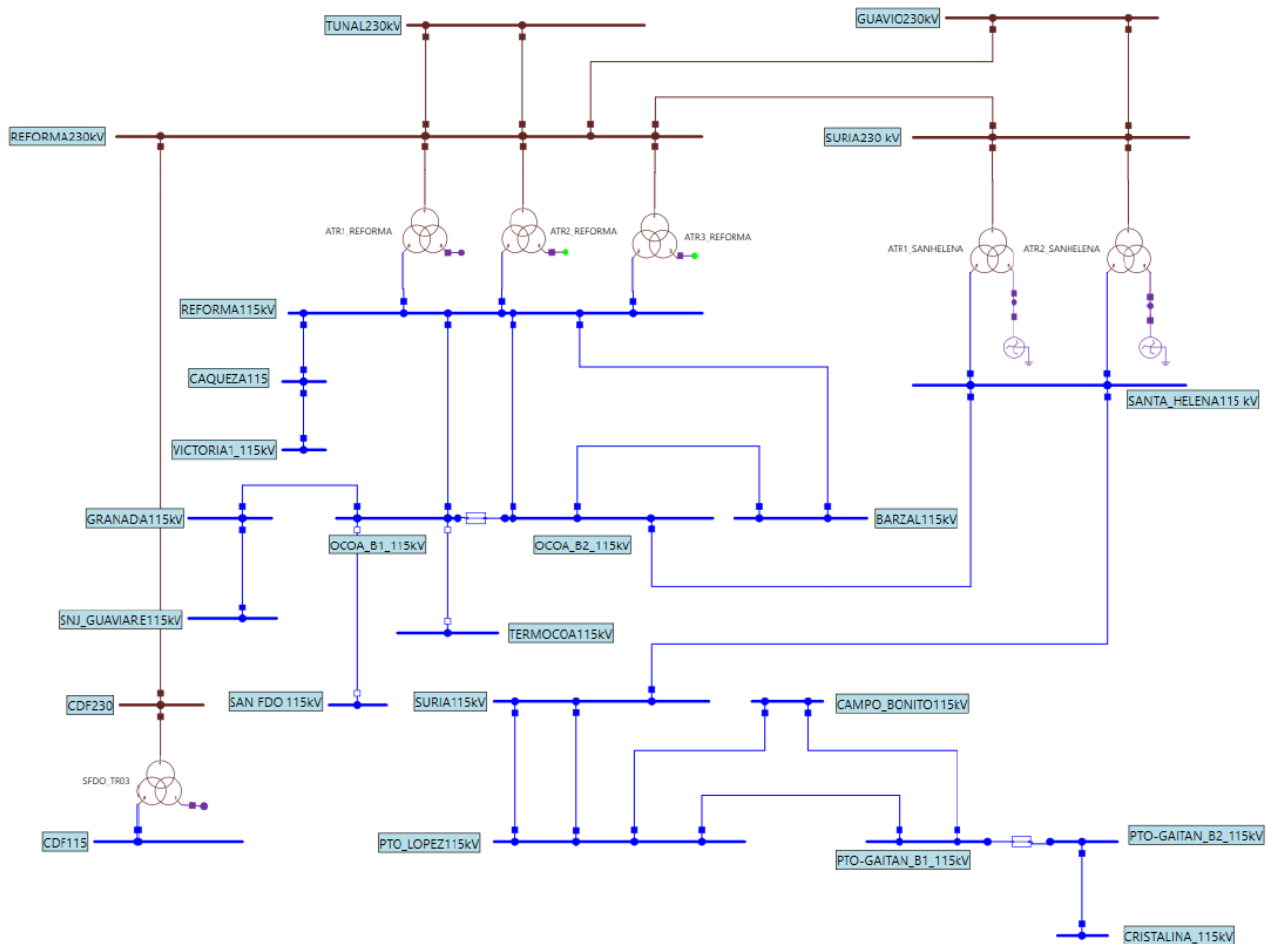 TUNAL230kV
GUAVIO230kV
REFORMA230kV
SURIA230 kV
ATR1_REFORMA
ATR2_REFORMA
ATR3_REFORMA
ATR1_SANHELENA
ATR2_SANHELENA
REFORMA115kV
CAQUEZA115
SANTA_HELENA115 kV
VICTORIA1_115kV
GRANADA115kV
BARZAL115kV
OCOA_B1_115kV
OCOA_B2_115kV
SNJ_GUAVIARE115kV
TERMOCOA115kV
CDF230
SAN FDO 115kV
SURIA115kV
CAMPO_BONITO115kV
SFDO_TR03
CDF115
PTO_LOPEZ115kV
PTO-GAITAN_B2_115kV
PTO-GAITAN_B1_115kV
CRISTALINA_115kV